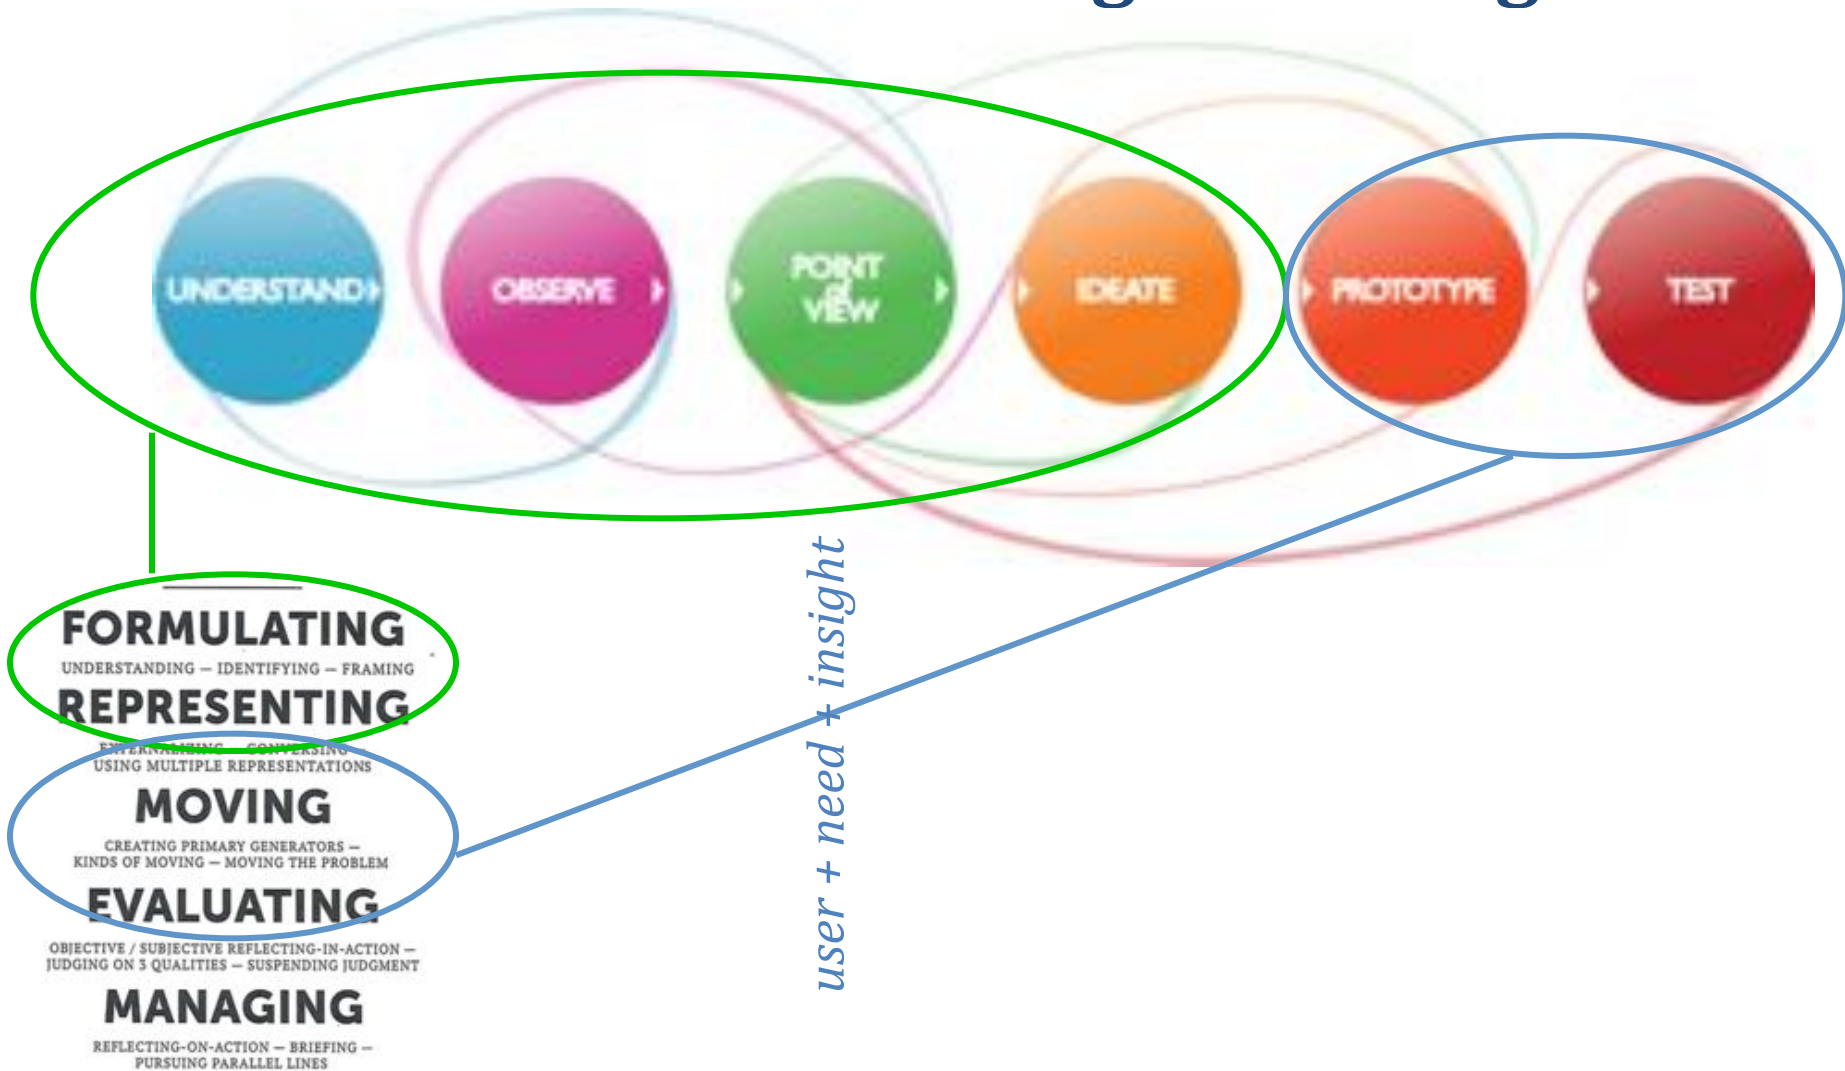 UNDERSTAND
OBSERVE
POINT
of
VIEW
IDEATE
PROTOTYPE
TEST
user + need + insight
FORMULATING
UNDERSTANDING — IDENTIFYING — FRAMING
REPRESENTING
EXTERNALIZING — CONVERSING —
USING MULTIPLE REPRESENTATIONS
MOVING
CREATING PRIMARY GENERATORS —
KINDS OF MOVING — MOVING THE PROBLEM
EVALUATING
OBJECTIVE / SUBJECTIVE REFLECTING-IN-ACTION —
JUDGING ON 3 QUALITIES — SUSPENDING JUDGMENT
MANAGING
REFLECTING-ON-ACTION — BRIEFING —
PURSUING PARALLEL LINES